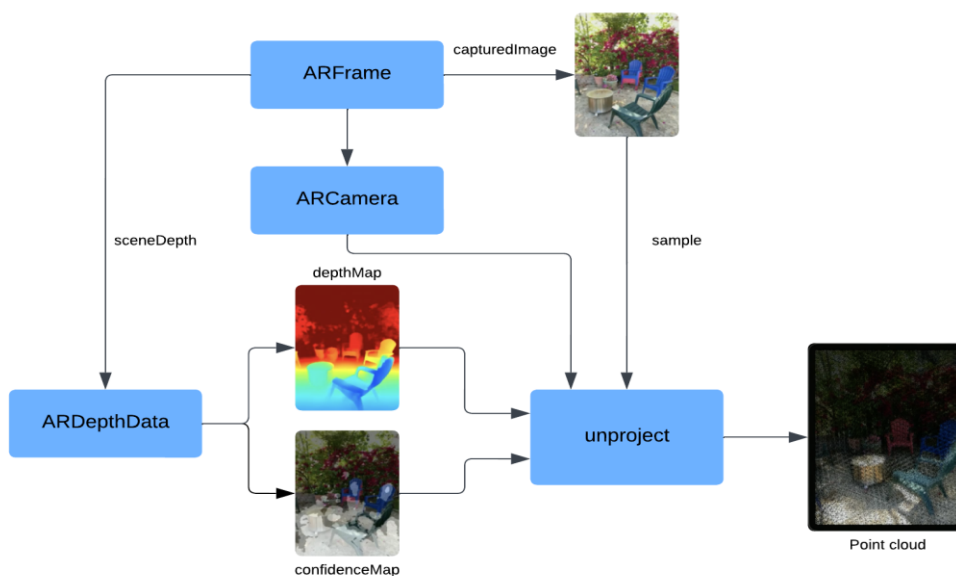 capturedImage
ARFrame
ARCamera
sceneDepth
sample
depthMap
ARDepthData
unproject
Point cloud
confidenceMap